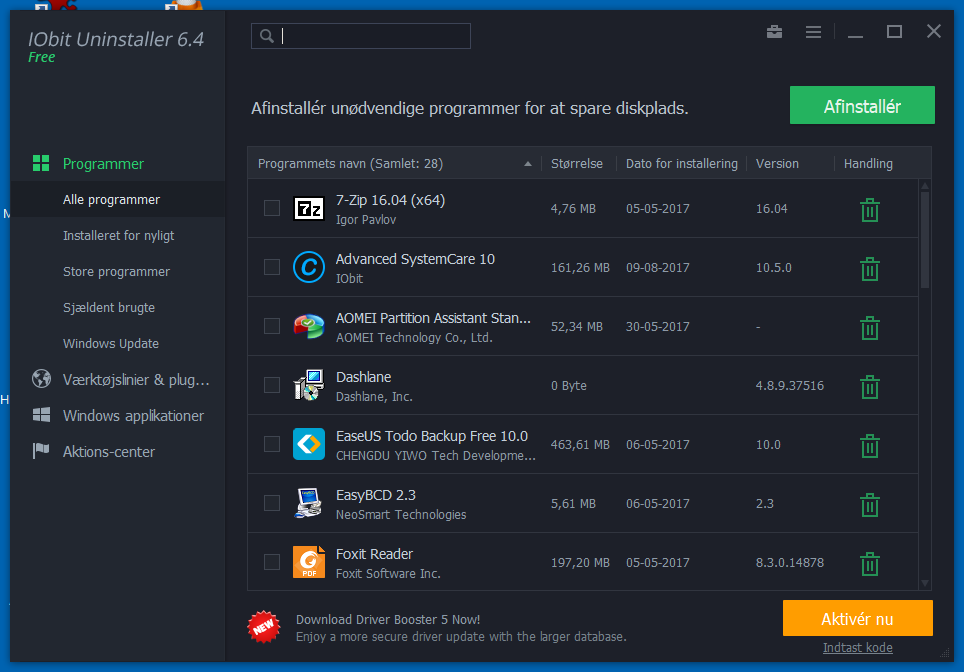 IObit Uninstaller 6.4
Free
Afinstallér unødvendige programmer for at spare diskplads.
Afinstallér
Programmer
Alle programmer
Installeret for nyligt
Store programmer
Sjældent brugte
Windows Update
Værktøjslinier & plug...
Windows applikationer
Aktions-center
Programmets navn (Samlet: 28) Størrelse Dato for installering Version Handling
7-Zip 16.04 (x64)
Igor Pavlov
4,76 MB 05-05-2017 16.04
Advanced SystemCare 10
IObit
161,26 MB 09-08-2017 10.5.0
AOMEI Partition Assistant Stan...
AOMEI Technology Co., Ltd.
52,34 MB 30-05-2017 -
Dashlane
Dashlane, Inc.
0 Byte 4.8.9.37516
EaseUS Todo Backup Free 10.0
CHENGDU YIWO Tech Developme...
463,61 MB 06-05-2017 10.0
EasyBCD 2.3
NeoSmart Technologies
5,61 MB 06-05-2017 2.3
Foxit Reader
Foxit Software Inc.
197,20 MB 05-05-2017 8.3.0.14878
7z
C
PDF
NEW
Download Driver Booster 5 Now!
Enjoy a more secure driver update with the larger database.
Aktivér nu
Indtast kode